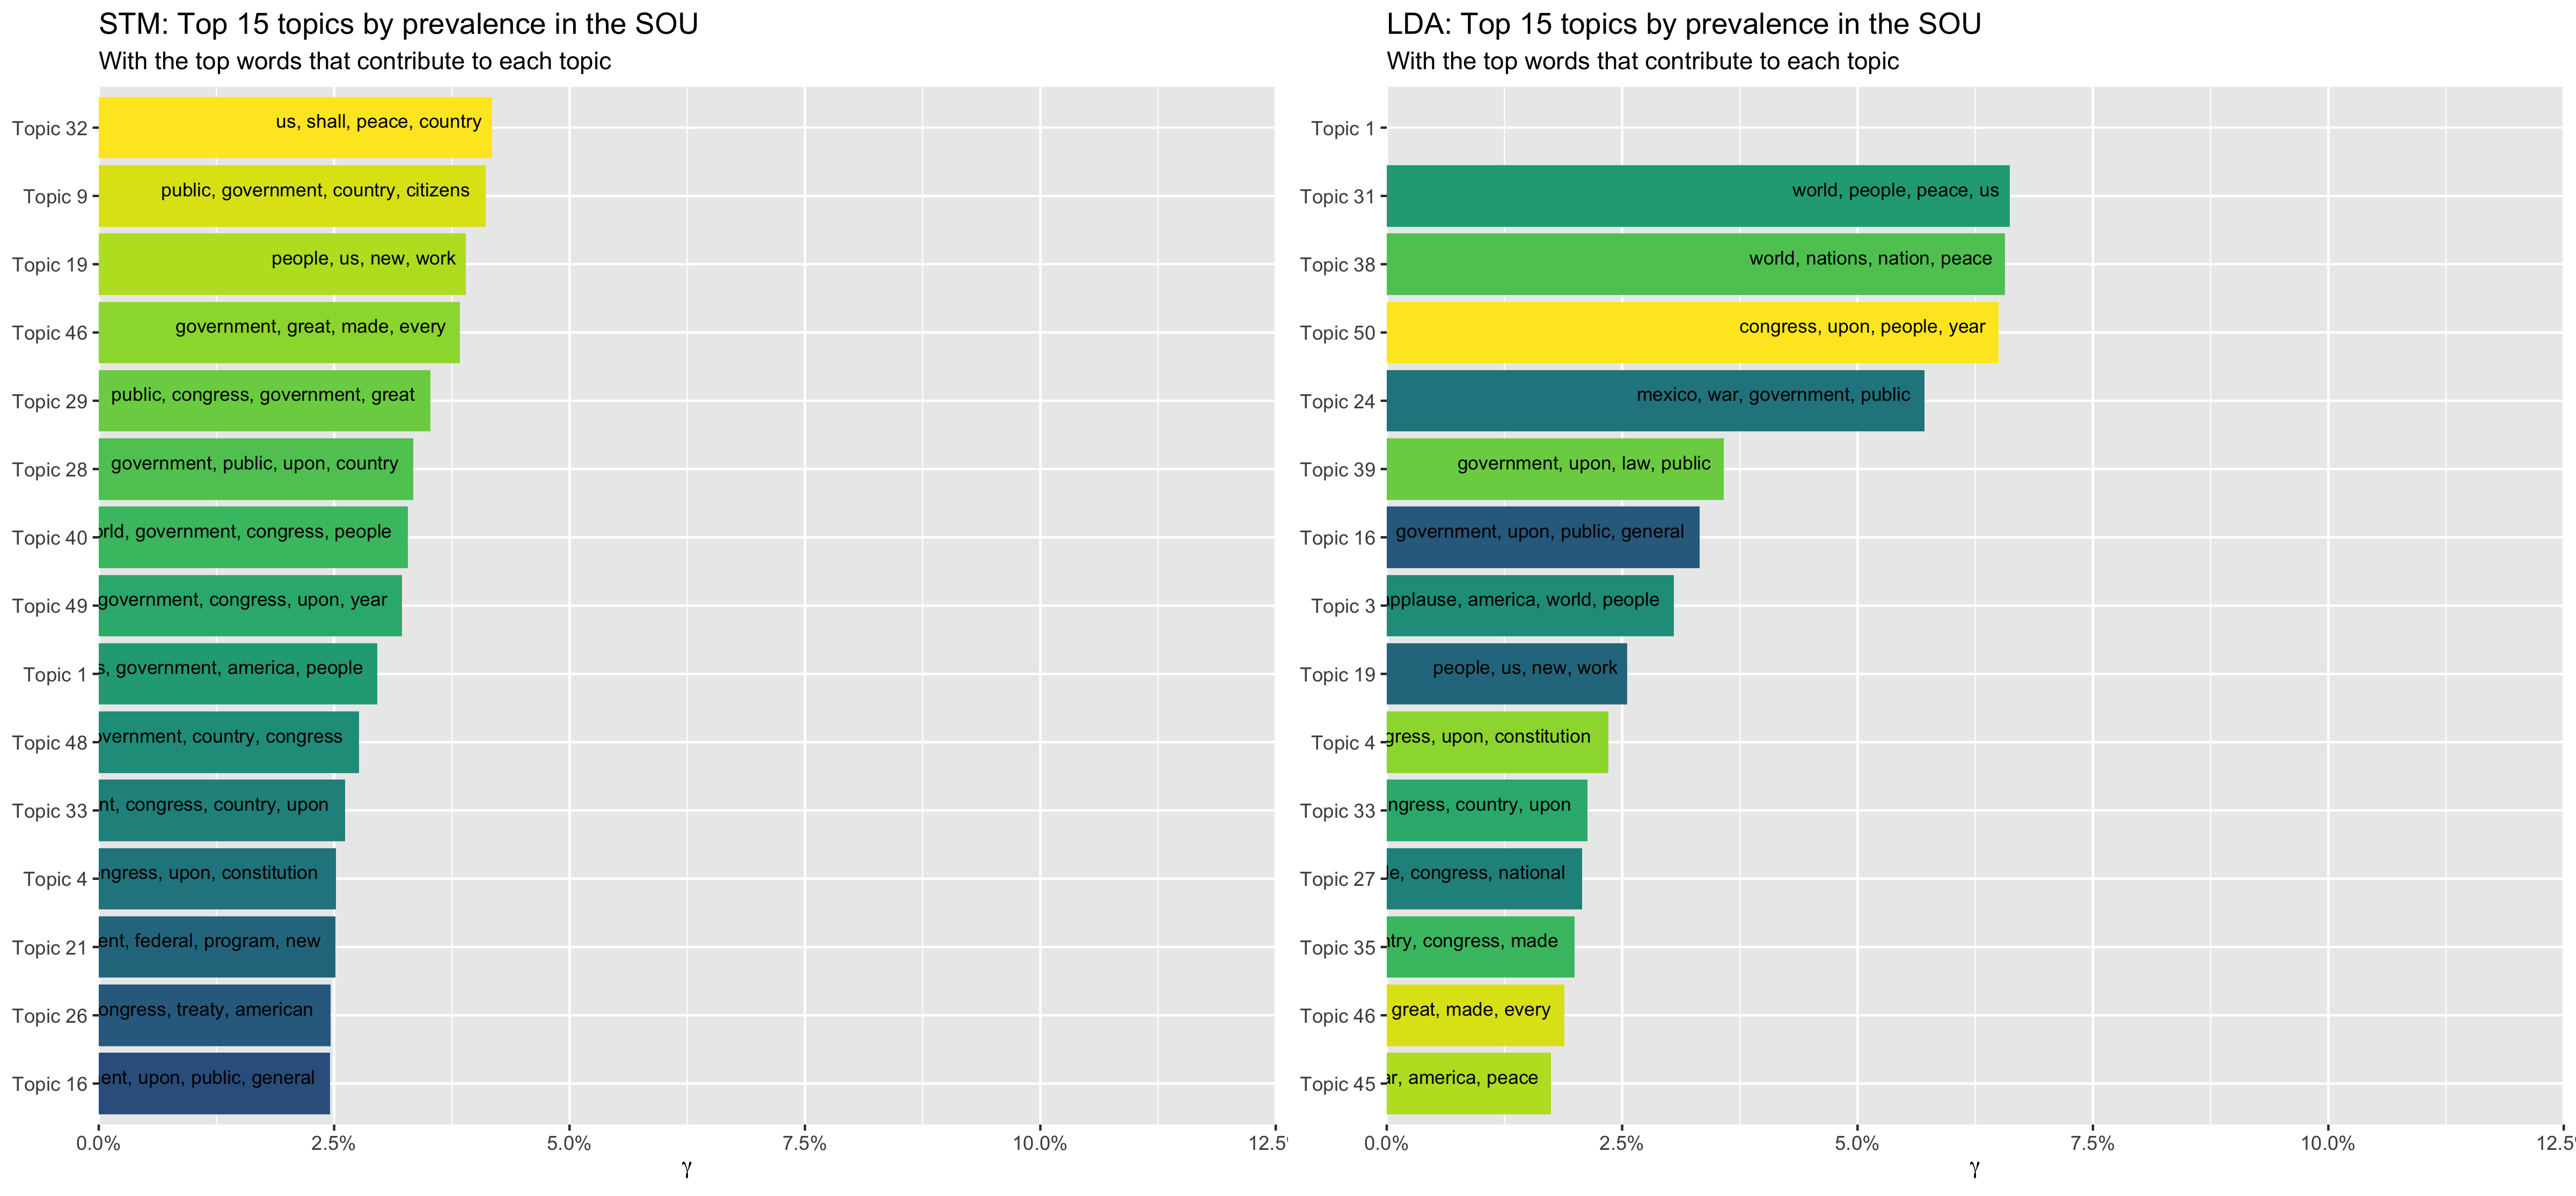 STM: Top 15 topics by prevalence in the SOU
With the top words that contribute to each topic
Topic 32 us, shall, peace, country
Topic 9 public, government, country, citizens
Topic 19 people, us, new, work
Topic 46 government, great, made, every
Topic 29 public, congress, government, great
Topic 28 government, public, upon, country
Topic 40 orld, government, congress, people
Topic 49 government, congress, upon, year
Topic 1 s, government, america, people
Topic 48 overnment, country, congress
Topic 33 nt, congress, country, upon
Topic 4 ngress, upon, constitution
Topic 21 ent, federal, program, new
Topic 26 ongress, treaty, american
Topic 16 ent, upon, public, general
0.0% 2.5% 5.0% 7.5% 10.0% 12.5
γ
LDA: Top 15 topics by prevalence in the SOU
With the top words that contribute to each topic
Topic 1
Topic 31 world, people, peace, us
Topic 38 world, nations, nation, peace
Topic 50 congress, upon, people, year
Topic 24 mexico, war, government, public
Topic 39 government, upon, law, public
Topic 16 government, upon, public, general
Topic 3 applause, america, world, people
Topic 19 people, us, new, work
Topic 4 gress, upon, constitution
Topic 33 ngress, country, upon
Topic 27 le, congress, national
Topic 35 ntry, congress, made
Topic 46 great, made, every
Topic 45 ar, america, peace
0.0% 2.5% 5.0% 7.5% 10.0% 12.5
γ